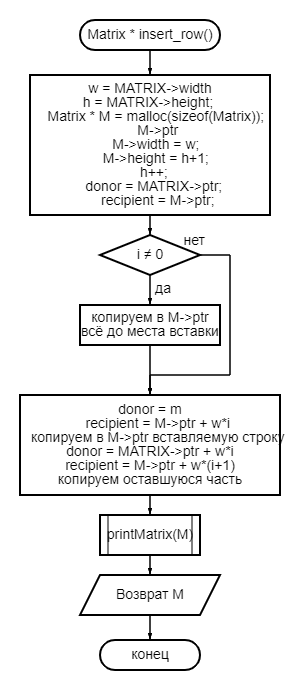 Matrix * insert_row()
w = MATRIX->width
h = MATRIX->height;
Matrix * M = malloc(sizeof(Matrix));
M->ptr
M->width = w;
M->height = h+1;
h++;
donor = MATRIX->ptr;
recipient = M->ptr;
i ≠ 0
нет
да
копируем в M->ptr
всё до места вставки
donor = m
recipient = M->ptr + w*i
копируем в M->ptr вставляемую строку
donor = MATRIX->ptr + w*i
recipient = M->ptr + w*(i+1)
копируем оставшуюся часть
printMatrix(M)
Возврат М
конец